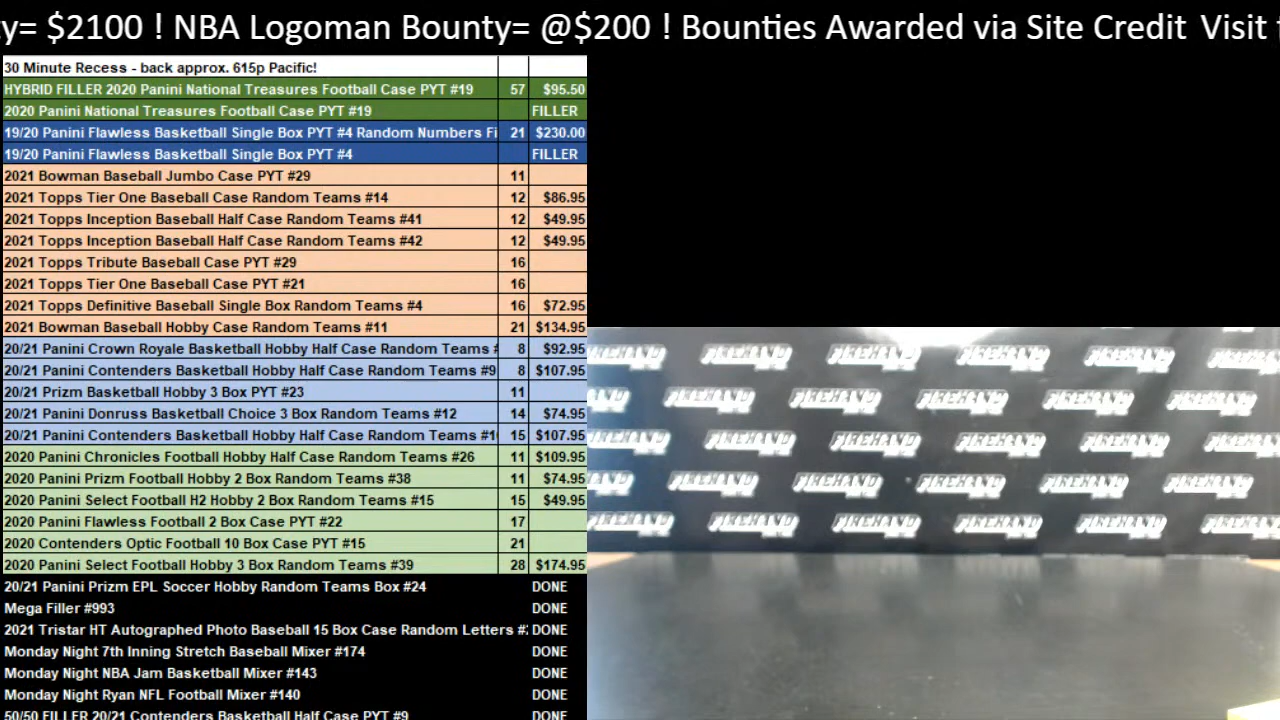 y= $2100 ! NBA Logoman Bounty= @$200 ! Bounties Awarded via Site Credit Visit
30 Minute Recess - back approx. 615p Pacific!
HYBRID FILLER 2020 Panini National Treasures Football Case PYT #19 57 $95.50
2020 Panini National Treasures Football Case PYT #19 FILLER
19/20 Panini Flawless Basketball Single Box PYT #4 Random Numbers Fi 21 $230.00
19/20 Panini Flawless Basketball Single Box PYT #4 FILLER
2021 Bowman Baseball Jumbo Case PYT #29 11
2021 Topps Tier One Baseball Case Random Teams #14 12 $86.95
2021 Topps Inception Baseball Half Case Random Teams #41 12 $49.95
2021 Topps Inception Baseball Half Case Random Teams #42 12 $49.95
2021 Topps Tribute Baseball Case PYT #29 16
2021 Topps Tier One Baseball Case PYT #21 16
2021 Topps Definitive Baseball Single Box Random Teams #4 16 $72.95
2021 Bowman Baseball Hobby Case Random Teams #11 21 $134.95
20/21 Panini Crown Royale Basketball Hobby Half Case Random Teams # 8 $92.95
20/21 Panini Contenders Basketball Hobby Half Case Random Teams #9 8 $107.95
20/21 Prizm Basketball Hobby 3 Box PYT #23 11
20/21 Panini Donruss Basketball Choice 3 Box Random Teams #12 14 $74.95
20/21 Panini Contenders Basketball Hobby Half Case Random Teams #1 15 $107.95
2020 Panini Chronicles Football Hobby Half Case Random Teams #26 11 $109.95
2020 Panini Prizm Football Hobby 2 Box Random Teams #38 11 $74.95
2020 Panini Select Football H2 Hobby 2 Box Random Teams #15 15 $49.95
2020 Panini Flawless Football 2 Box Case PYT #22 17
2020 Contenders Optic Football 10 Box Case PYT #15 21
2020 Panini Select Football Hobby 3 Box Random Teams #39 28 $174.95
20/21 Panini Prizm EPL Soccer Hobby Random Teams Box #24 DONE
Mega Filler #993 DONE
2021 Tristar HT Autographed Photo Baseball 15 Box Case Random Letters # DONE
Monday Night 7th Inning Stretch Baseball Mixer #174 DONE
Monday Night NBA Jam Basketball Mixer #143 DONE
Monday Night Ryan NFL Football Mixer #140 DONE
50/50 FILLER 20/21 Contenders Basketball Half Case PYT #9 DONE